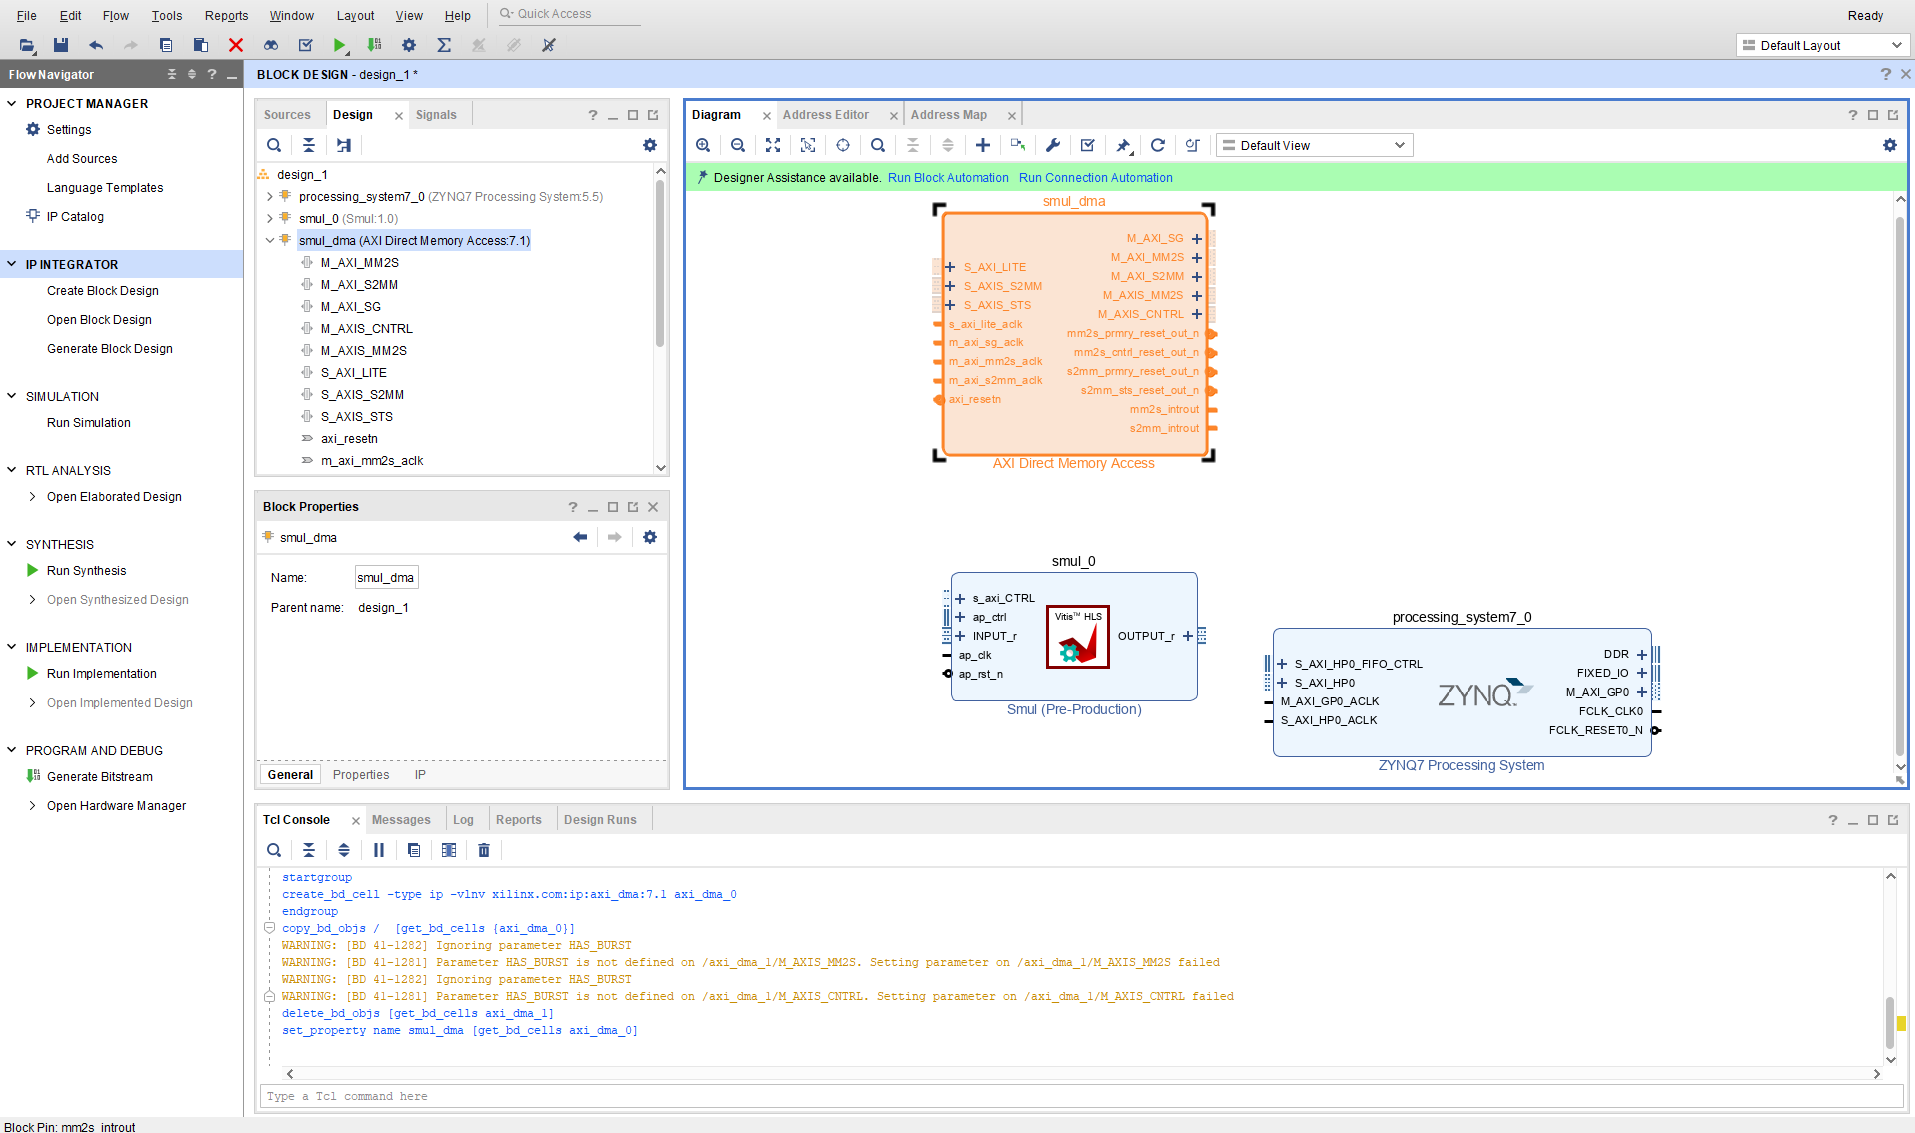 File Edit Flow Tools Reports Window Layout View Help Quick Access Ready
Default Layout
Flow Navigator
PROJECT MANAGER
Settings
Add Sources
Language Templates
IP Catalog
IP INTEGRATOR
Create Block Design
Open Block Design
Generate Block Design
SIMULATION
Run Simulation
RTL ANALYSIS
Open Elaborated Design
SYNTHESIS
Run Synthesis
Open Synthesized Design
IMPLEMENTATION
Run Implementation
Open Implemented Design
PROGRAM AND DEBUG
Generate Bitstream
Open Hardware Manager
BLOCK DESIGN - design_1 *
Sources Design Signals
design_1
processing_system7_0 (ZYNQ7 Processing System:5.5)
smul_0 (Smul:1.0)
smul_dma (AXI Direct Memory Access:7.1)
M_AXI_MM2S
M_AXI_S2MM
M_AXI_SG
M_AXIS_CNTRL
M_AXIS_MM2S
S_AXI_LITE
S_AXIS_S2MM
S_AXIS_STS
axi_resetn
m_axi_mm2s_aclk
Block Properties
smul_dma
Name: smul_dma
Parent name: design_1
General Properties IP
Diagram Address Editor Address Map
Default View
Designer Assistance available. Run Block Automation Run Connection Automation
smul_dma
S_AXI_LITE
S_AXIS_S2MM
S_AXIS_STS
s_axi_lite_aclk
m_axi_sg_aclk
m_axi_mm2s_aclk
m_axi_s2mm_aclk
axi_resetn
M_AXI_SG
M_AXI_MM2S
M_AXI_S2MM
M_AXIS_MM2S
M_AXIS_CNTRL
mm2s_prmry_reset_out_n
mm2s_cntrl_reset_out_n
s2mm_prmry_reset_out_n
s2mm_sts_reset_out_n
mm2s_introut
s2mm_introut
AXI Direct Memory Access
smul_0
s_axi_CTRL
ap_ctrl
INPUT_r
ap_clk
ap_rst_n
Vitis™ HLS
OUTPUT_r
Smul (Pre-Production)
processing_system7_0
S_AXI_HP0_FIFO_CTRL
S_AXI_HP0
M_AXI_GP0_ACLK
S_AXI_HP0_ACLK
ZYNQ™
DDR
FIXED_IO
M_AXI_GP0
FCLK_CLK0
FCLK_RESET0_N
ZYNQ7 Processing System
Tcl Console Messages Log Reports Design Runs
startgroup
create_bd_cell -type ip -vlnv xilinx.com:ip:axi_dma:7.1 axi_dma_0
endgroup
copy_bd_objs /  [get_bd_cells {axi_dma_0}]
WARNING: [BD 41-1282] Ignoring parameter HAS_BURST
WARNING: [BD 41-1281] Parameter HAS_BURST is not defined on /axi_dma_1/M_AXIS_MM2S. Setting parameter on /axi_dma_1/M_AXIS_MM2S failed
WARNING: [BD 41-1282] Ignoring parameter HAS_BURST
WARNING: [BD 41-1281] Parameter HAS_BURST is not defined on /axi_dma_1/M_AXIS_CNTRL. Setting parameter on /axi_dma_1/M_AXIS_CNTRL failed
delete_bd_objs [get_bd_cells axi_dma_1]
set_property name smul_dma [get_bd_cells axi_dma_0]
Type a Tcl command here
Block Pin: mm2s_introut